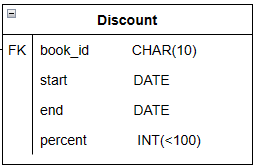 Discount
FK book_id CHAR(10)
start DATE
end DATE
percent INT(<100)